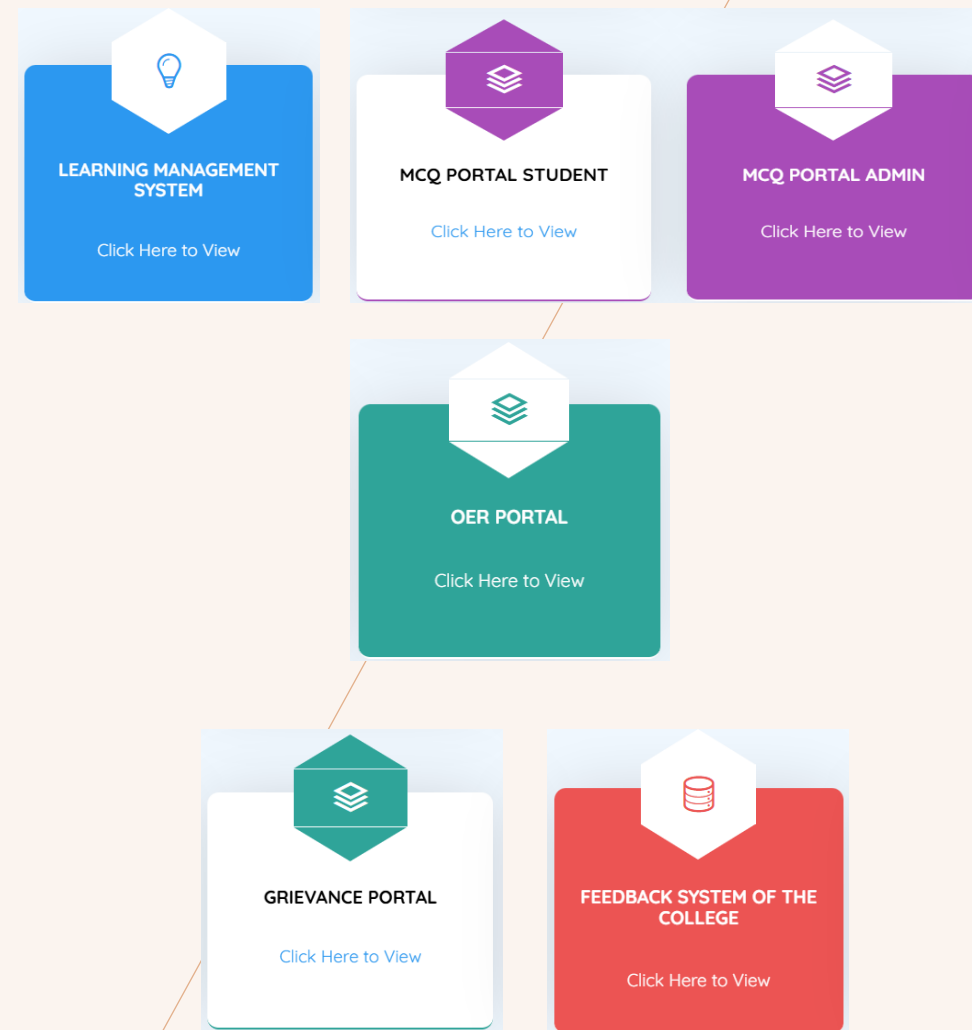 LEARNING MANAGEMENT
SYSTEM
Click Here to View
MCQ PORTAL STUDENT
Click Here to View
MCQ PORTAL ADMIN
Click Here to View
OER PORTAL
Click Here to View
GRIEVANCE PORTAL
Click Here to View
FEEDBACK SYSTEM OF THE
COLLEGE
Click Here to View